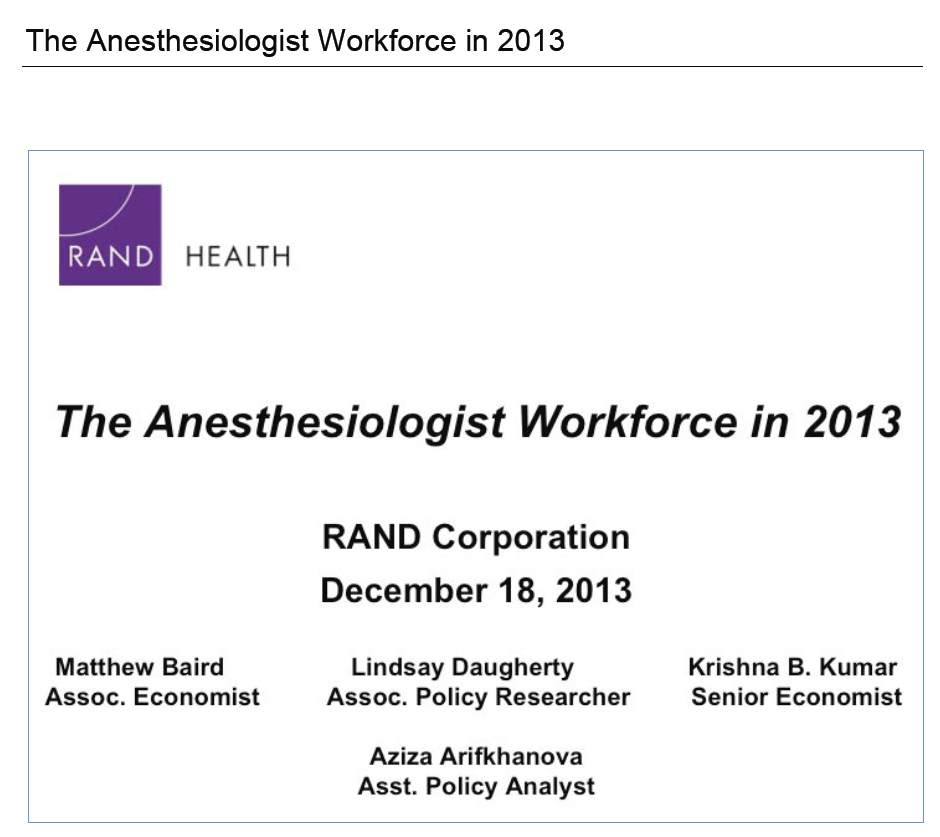 The Anesthesiologist Workforce in 2013
RAND HEALTH
The Anesthesiologist Workforce in 2013
RAND Corporation
December 18, 2013
Matthew Baird Lindsay Daugherty Krishna B. Kumar
Assoc. Economist Assoc. Policy Researcher Senior Economist
Aziza Arifkhanova
Asst. Policy Analyst